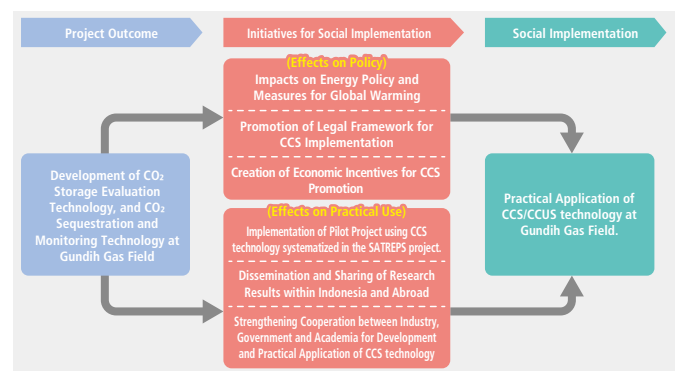 Project Outcome
Initiatives for Social Implementation
Social Implementation
Development of CO₂
Storage Evaluation
Technology, and CO₂
Sequestration and
Monitoring Technology at
Gundih Gas Field
(Effects on Policy)
Impacts on Energy Policy and
Measures for Global Warming
Promotion of Legal Framework for
CCS Implementation
Creation of Economic Incentives for CCS
Promotion
(Effects on Practical Use)
Implementation of Pilot Project using CCS
technology systematized in the SATREPS project.
Dissemination and Sharing of Research
Results within Indonesia and Abroad
Strengthening Cooperation between Industry,
Government and Academia for Development
and Practical Application of CCS technology
Practical Application of
CCS/CCUS technology at
Gundih Gas Field.